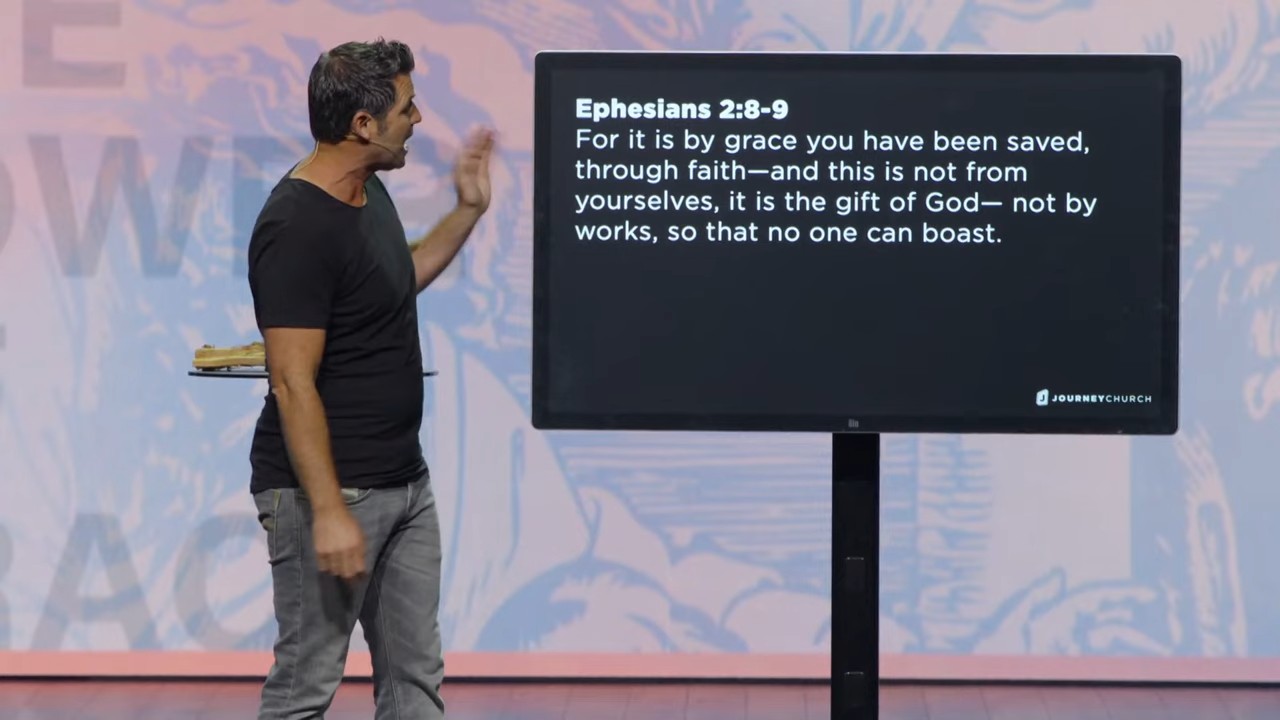 Ephesians 2:8-9
For it is by grace you have been saved,
through faith—and this is not from
yourselves, it is the gift of God— not by
works, so that no one can boast.
JOURNEYCHURCH